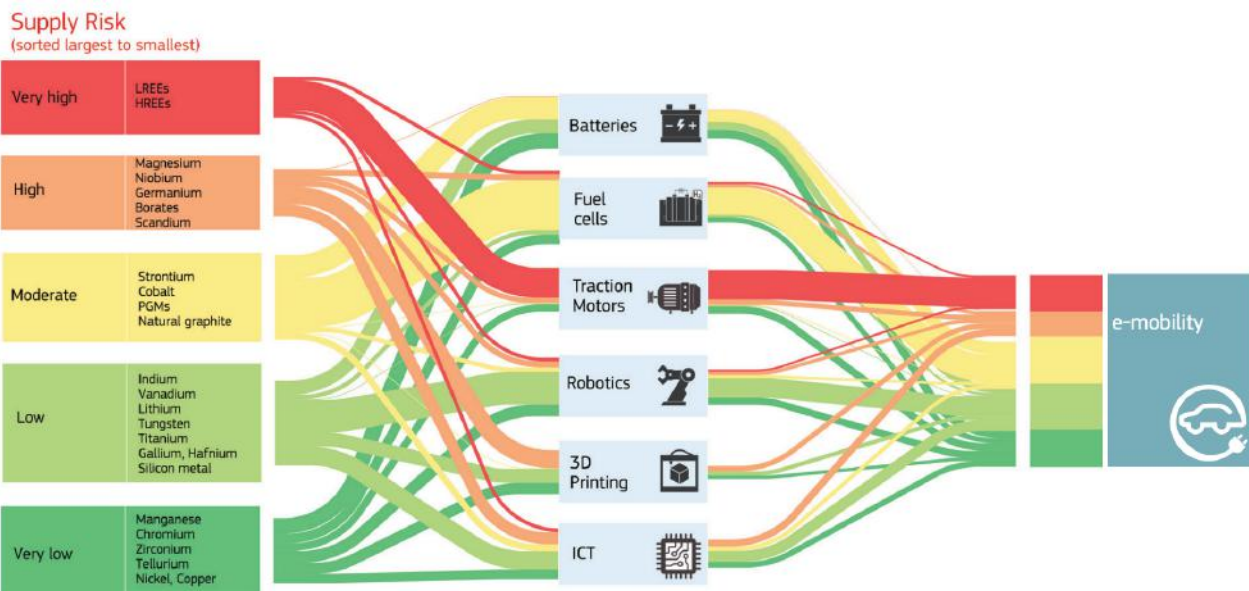 Supply Risk
(sorted largest to smallest)
Very high
LREEs
HREEs
High
Magnesium
Niobium
Germanium
Borates
Scandium
Moderate
Strontium
Cobalt
PGMs
Natural graphite
Low
Indium
Vanadium
Lithium
Tungsten
Titanium
Gallium, Hafnium
Silicon metal
Very low
Manganese
Chromium
Zirconium
Tellurium
Nickel, Copper
Batteries
Fuel
cells
H₂
Traction
Motors
Robotics
3D
Printing
ICT
e-mobility